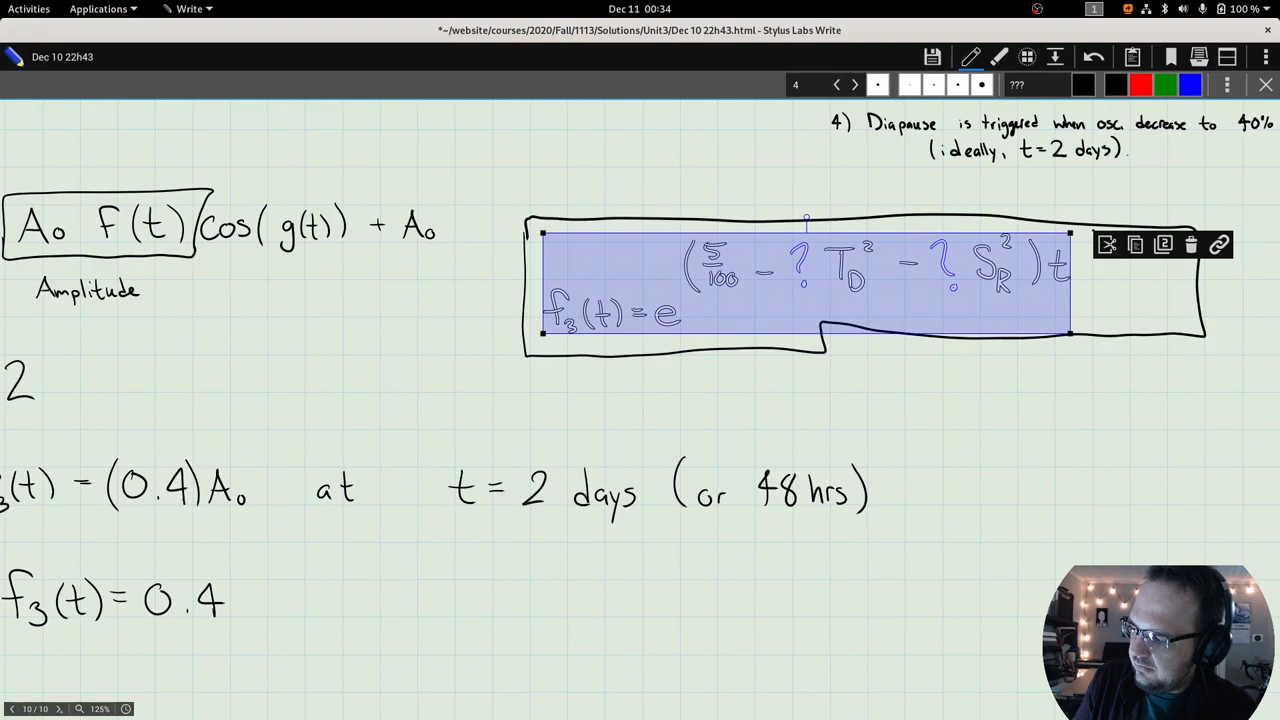 Activities Applications Write Dec 11 00:34 1 100 %
*~/website/courses/2020/Fall/1113/Solutions/Unit3/Dec 10 22h43.html - Stylus Labs Write
Dec 10 22h43
4 ???
4) Diapause is triggered when osc. decrease to 40%
(ideally, t=2 days).
A₀ f(t) cos(g(t)) + A₀
Amplitude
f₃(t) = e^(5/100 - ? T_D² - ? S_R²)t
2
₃(t) = (0.4)A₀ at t = 2 days (or 48 hrs)
f₃(t) = 0.4
10/10 125%